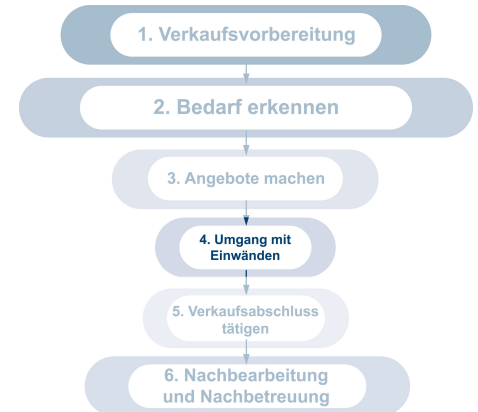 1. Verkaufsvorbereitung
2. Bedarf erkennen
3. Angebote machen
4. Umgang mit
Einwänden
5. Verkaufsabschluss
tätigen
6. Nachbearbeitung
und Nachbetreuung